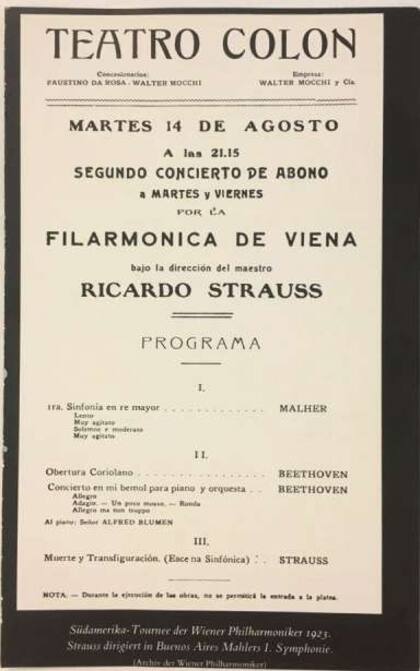 TEATRO COLON
Concesionarios:
FAUSTINO DA ROSA - WALTER MOCCHI
Empresa:
WALTER MOCCHI y Cía.
MARTES 14 DE AGOSTO
A las 21.15
SEGUNDO CONCIERTO DE ABONO
a MARTES y VIERNES
POR LA
FILARMONICA DE VIENA
bajo la dirección del maestro
RICARDO STRAUSS
PROGRAMA
I.
1ra. Sinfonía en re mayor . . . . . . . . . . . . MALHER
Lento
Muy agitato
Solemne e moderato
Muy agitato
II.
Obertura Coriolano . . . . . . . . . . . . . . . BEETHOVEN
Concierto en mi bemol para piano y orquesta . . BEETHOVEN
Allegro
Adagio. — Un poco mosso. — Rondo
Allegro ma non troppo
Al piano: Señor ALFRED BLUMEN
III.
Muerte y Transfiguración. (Escena Sinfónica) . . STRAUSS
NOTA. — Durante la ejecución de las obras, no se permitirá la entrada a la platea.
Südamerika-Tournee der Wiener Philharmoniker 1923.
Strauss dirigiert in Buenos Aires Mahlers I. Symphonie.
(Archiv der Wiener Philharmoniker)